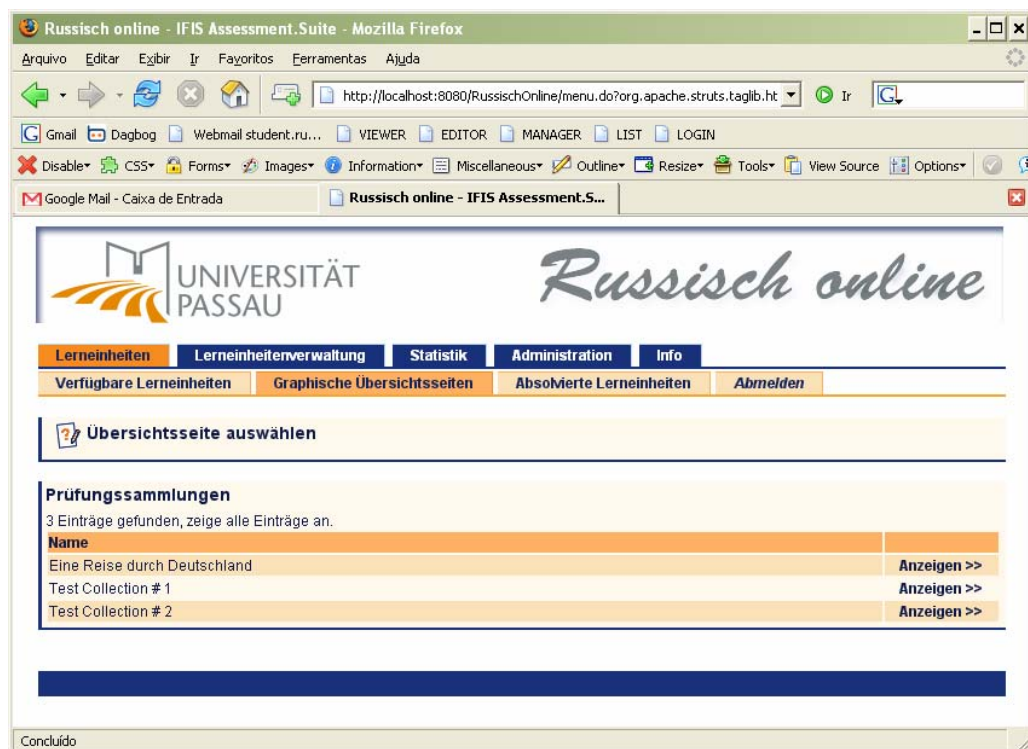 Russisch online - IFIS Assessment.Suite - Mozilla Firefox
Arquivo Editar Exibir Ir Favoritos Ferramentas Ajuda
http://localhost:8080/RussischOnline/menu.do?org.apache.struts.taglib.ht Ir
Gmail Dagbog Webmail student.ru... VIEWER EDITOR MANAGER LIST LOGIN
Disable CSS Forms Images Information Miscellaneous Outline Resize Tools View Source Options
Google Mail - Caixa de Entrada Russisch online - IFIS Assessment.S...
UNIVERSITÄT
PASSAU
Russisch online
Lerneinheiten Lerneinheitenverwaltung Statistik Administration Info
Verfügbare Lerneinheiten Graphische Übersichtsseiten Absolvierte Lerneinheiten Abmelden
Übersichtsseite auswählen
Prüfungssammlungen
3 Einträge gefunden, zeige alle Einträge an.
Name
Eine Reise durch Deutschland Anzeigen >>
Test Collection # 1 Anzeigen >>
Test Collection # 2 Anzeigen >>
Concluído